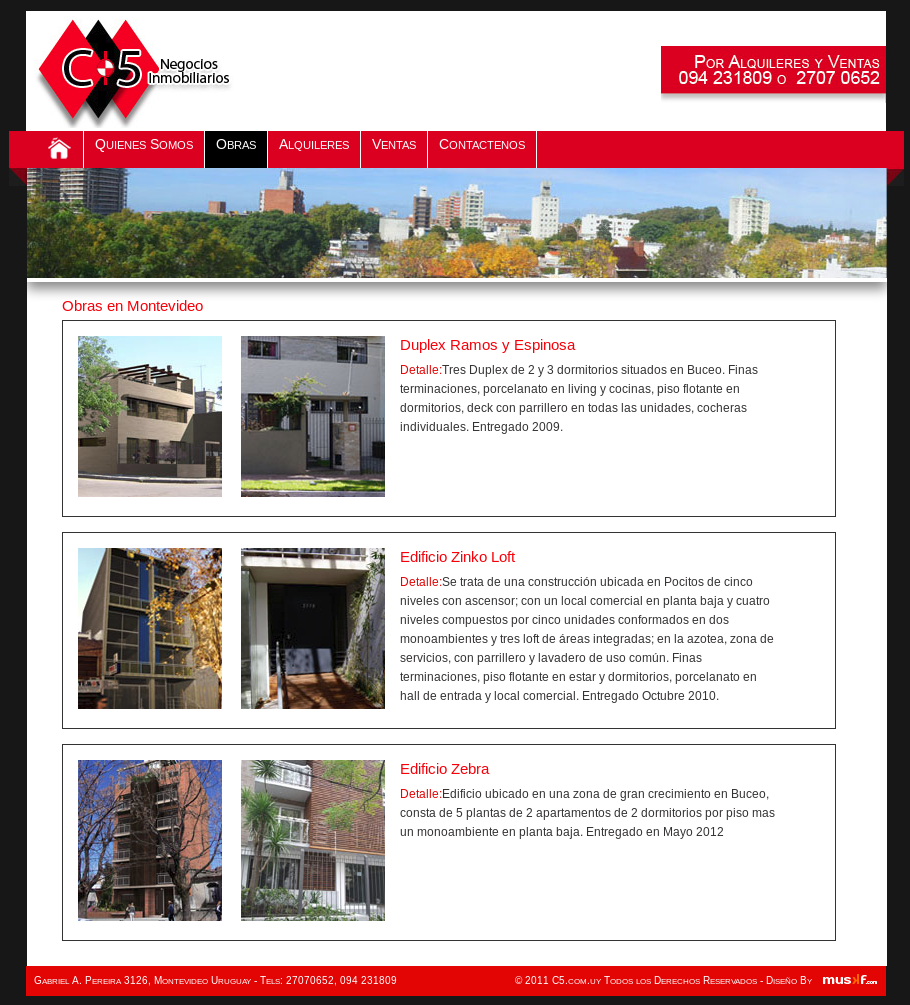 C+5
Negocios
Inmobiliarios
Por Alquileres y Ventas
094 231809 o 2707 0652
Quienes Somos
Obras
Alquileres
Ventas
Contactenos
Obras en Montevideo
Duplex Ramos y Espinosa
Detalle:Tres Duplex de 2 y 3 dormitorios situados en Buceo. Finas
terminaciones, porcelanato en living y cocinas, piso flotante en
dormitorios, deck con parrillero en todas las unidades, cocheras
individuales. Entregado 2009.
Edificio Zinko Loft
Detalle:Se trata de una construcción ubicada en Pocitos de cinco
niveles con ascensor; con un local comercial en planta baja y cuatro
niveles compuestos por cinco unidades conformados en dos
monoambientes y tres loft de áreas integradas; en la azotea, zona de
servicios, con parrillero y lavadero de uso común. Finas
terminaciones, piso flotante en estar y dormitorios, porcelanato en
hall de entrada y local comercial. Entregado Octubre 2010.
Edificio Zebra
Detalle:Edificio ubicado en una zona de gran crecimiento en Buceo,
consta de 5 plantas de 2 apartamentos de 2 dormitorios por piso mas
un monoambiente en planta baja. Entregado en Mayo 2012
Gabriel A. Pereira 3126, Montevideo Uruguay - Tels: 27070652, 094 231809
© 2011 C5.com.uy Todos los Derechos Reservados - Diseño By